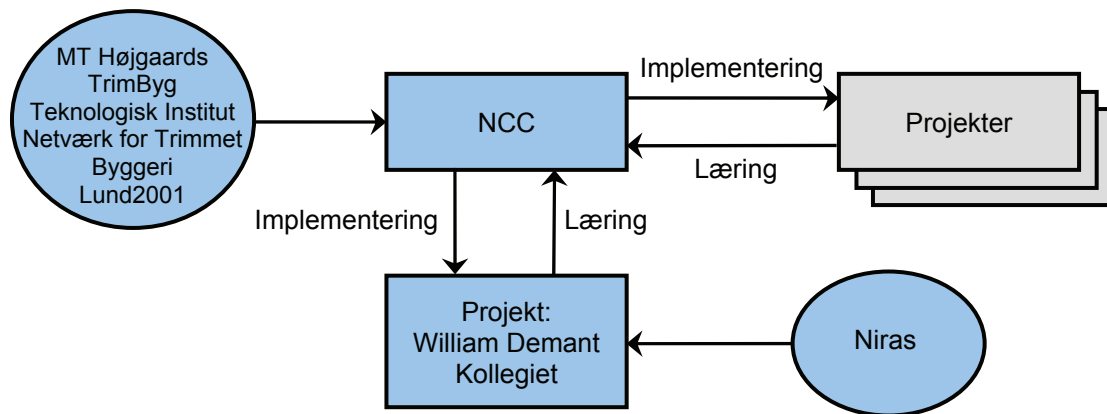 MT Højgaards
TrimByg
Teknologisk Institut
Netværk for Trimmet
Byggeri
Lund2001
NCC
Implementering
Læring
Projekter
Implementering
Læring
Projekt:
William Demant
Kollegiet
Niras